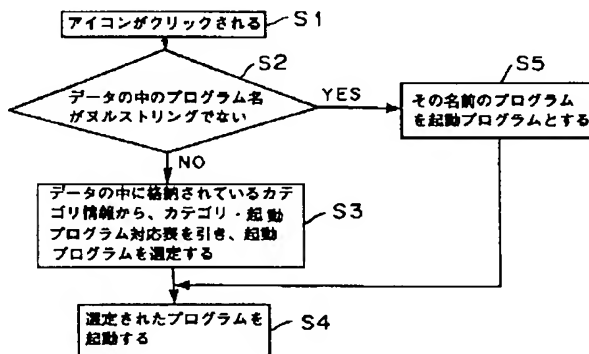 アイコンがクリックされる
S1
S2
データの中のプログラム名
がヌルストリングでない
YES
S5
その名前のプログラム
を起動プログラムとする
NO
データの中に格納されているカテ
ゴリ情報から、カテゴリ・起動
プログラム対応表を引き、起動
プログラムを選定する
S3
選定されたプログラムを
起動する
S4